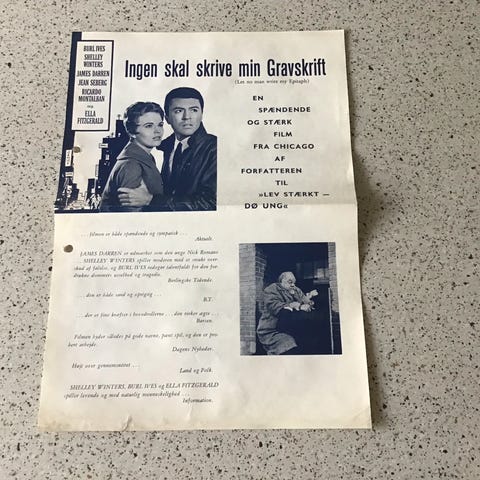 BURL IVES
SHELLEY
WINTERS
JAMES DARREN
JEAN SEBERG
RICARDO
MONTALBAN
og
ELLA
FITZGERALD
Ingen skal skrive min Gravskrift
(Let no man write my Epitaph)
EN
SPÆNDENDE
OG STÆRK
FILM
FRA CHICAGO
AF
FORFATTEREN
TIL
»LEV STÆRKT —
DØ UNG«
. . . filmen er både spændende og sympatisk . . .
Aktuelt.
JAMES DARREN er udmærket som den unge Nick Romano
SHELLEY WINTERS spiller moderen med et smukt over-
skud af følelse, og BURL IVES redegør talentfuldt for den for-
drukne dommers usselhed og tragedie.
Berlingske Tidende.
. . . den er både sand og oprigtig . . .
B.T.
. . . der er fine kræfter i hovedrollerne . . . den virker ægte . . .
Børsen.
Filmen byder således på gode navne, pænt spil, og den er pro-
bert arbejde.
Dagens Nyheder.
Højt over gennemsnittet . . .
Land og Folk.
SHELLEY WINTERS, BURL IVES og ELLA FITZGERALD
spiller levende og med naturlig menneskelighed . . .
Information.